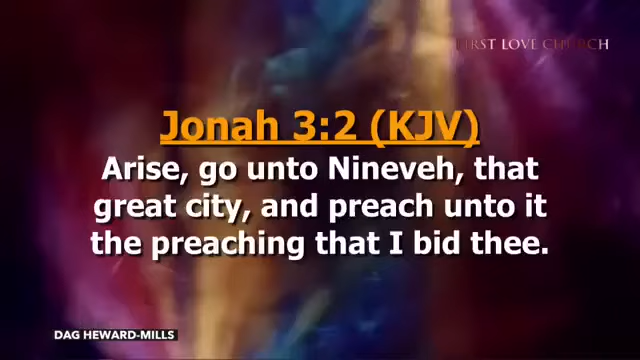 FIRST LOVE CHURCH
Jonah 3:2 (KJV)
Arise, go unto Nineveh, that
great city, and preach unto it
the preaching that I bid thee.
DAG HEWARD-MILLS